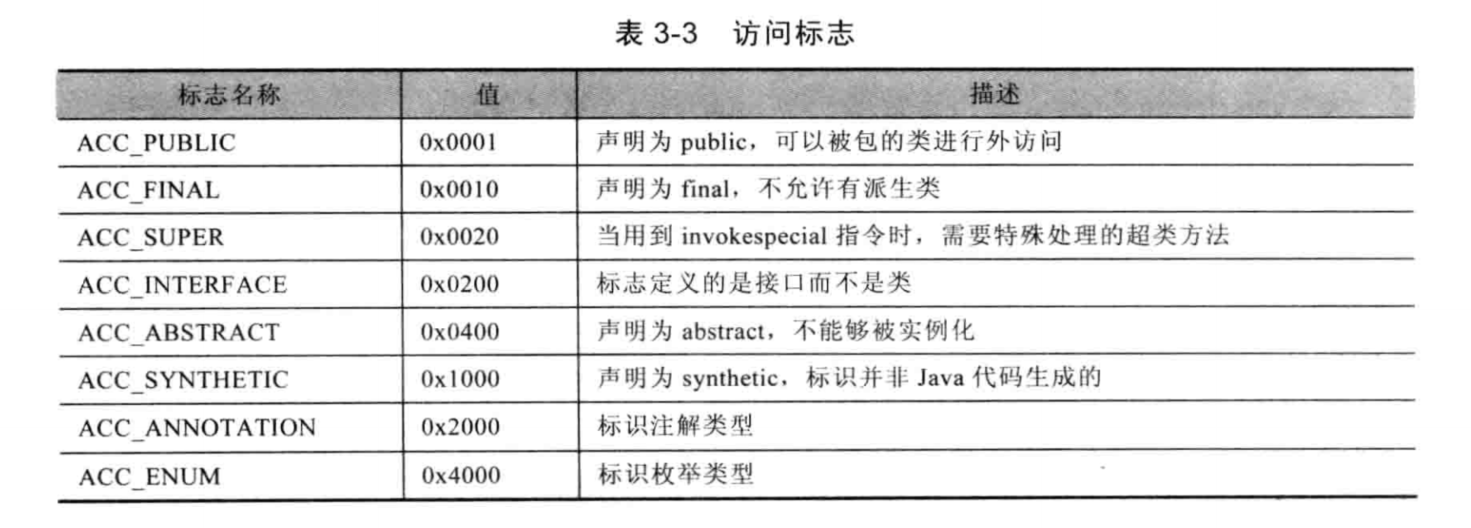 表 3-3 访问标志
标志名称 值 描述
ACC_PUBLIC 0x0001 声明为 public，可以被包的类进行外访问
ACC_FINAL 0x0010 声明为 final，不允许有派生类
ACC_SUPER 0x0020 当用到 invokespecial 指令时，需要特殊处理的超类方法
ACC_INTERFACE 0x0200 标志定义的是接口而不是类
ACC_ABSTRACT 0x0400 声明为 abstract，不能够被实例化
ACC_SYNTHETIC 0x1000 声明为 synthetic，标识并非 Java 代码生成的
ACC_ANNOTATION 0x2000 标识注解类型
ACC_ENUM 0x4000 标识枚举类型